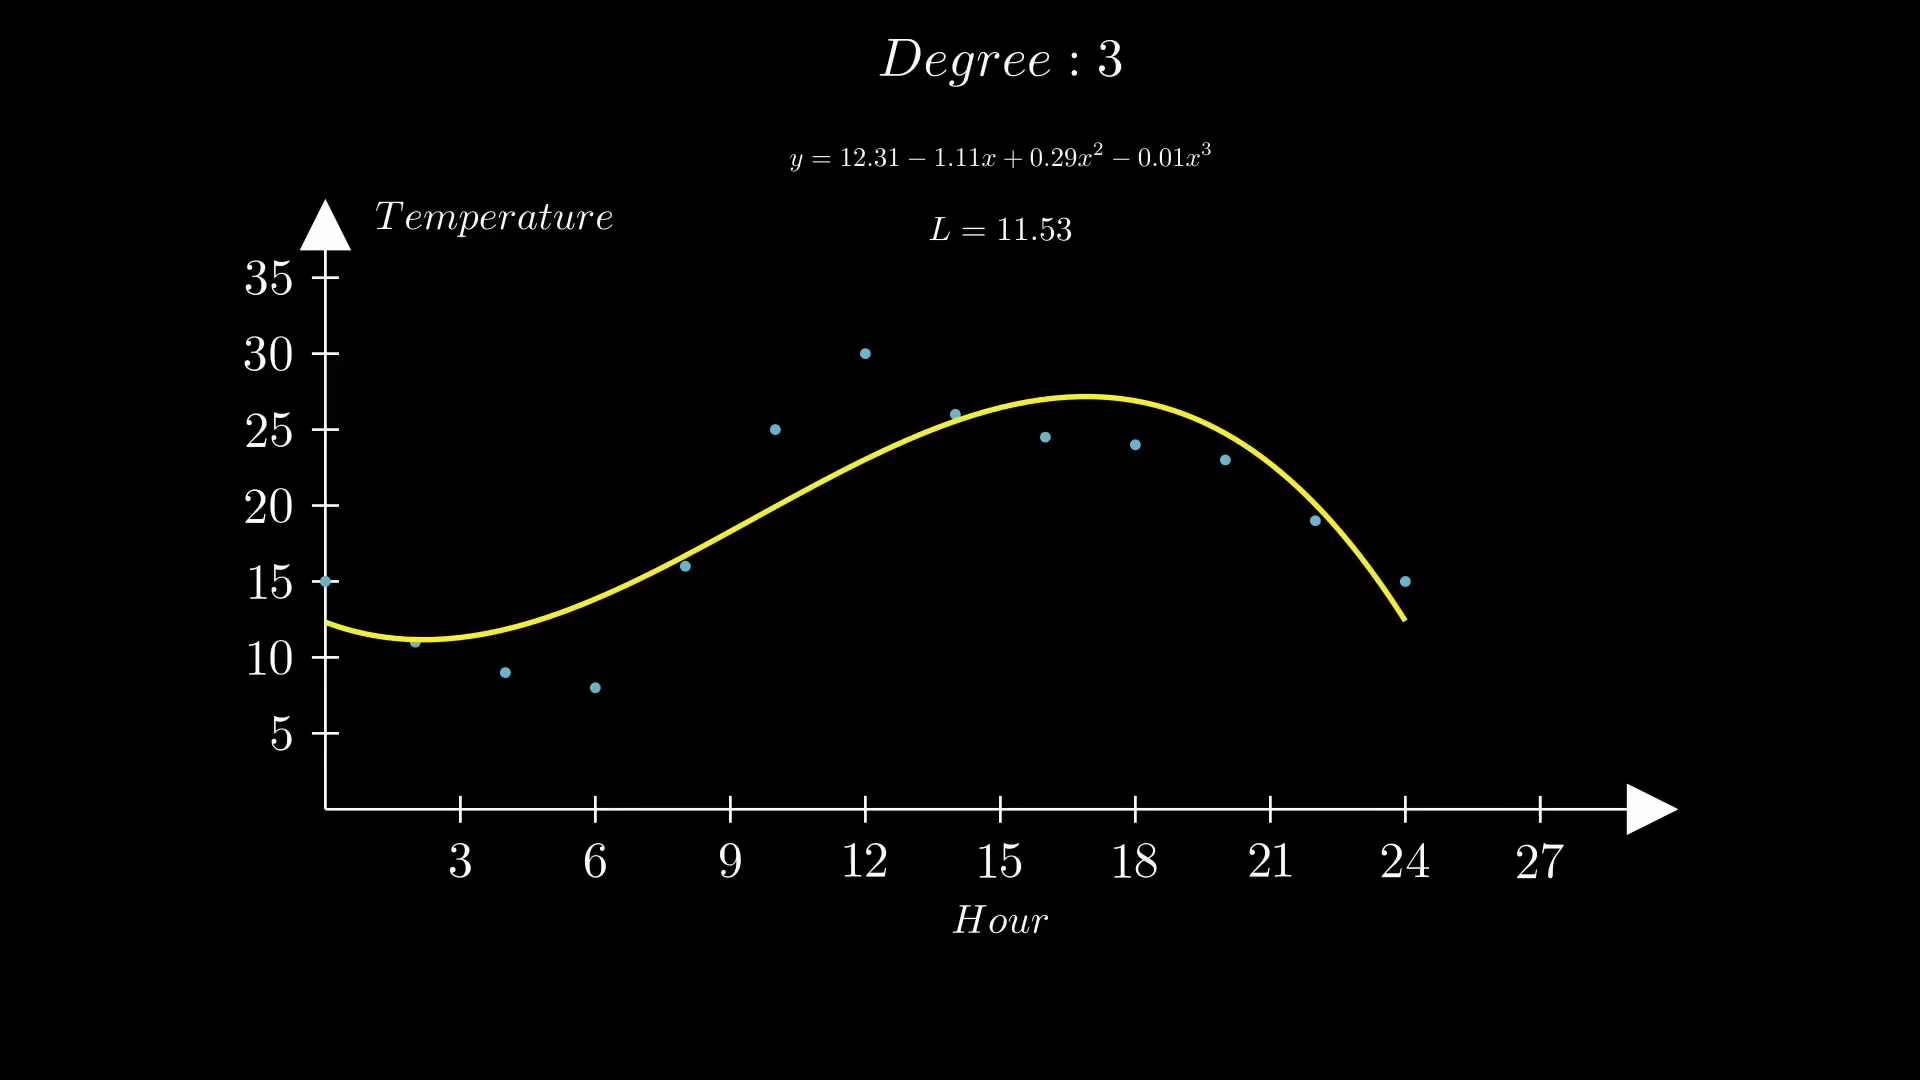 Degree : 3
y = 12.31 − 1.11x + 0.29x² − 0.01x³
Temperature
L = 11.53
35
30
25
20
15
10
5
3 6 9 12 15 18 21 24 27
Hour